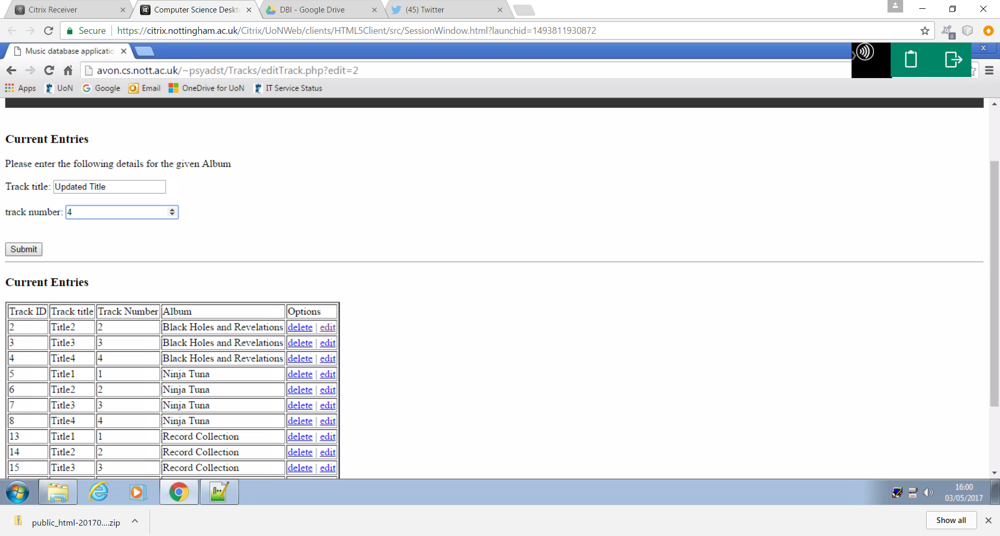 Citrix Receiver
Computer Science Deskt
DBI - Google Drive
(45) Twitter
Secure
https://citrix.nottingham.ac.uk/Citrix/UoNWeb/clients/HTML5Client/src/SessionWindow.html?launchid=1493811930872
0
Music database applicatio
avon.cs.nott.ac.uk/~psyadst/Tracks/editTrack.php?edit=2
Apps UoN Google Email OneDrive for UoN IT Service Status
Current Entries
Please enter the following details for the given Album
Track title: Updated Title
track number: 4
Submit
Current Entries
Track ID Track title Track Number Album Options
2 Title2 2 Black Holes and Revelations delete | edit
3 Title3 3 Black Holes and Revelations delete | edit
4 Title4 4 Black Holes and Revelations delete | edit
5 Title1 1 Ninja Tuna delete | edit
6 Title2 2 Ninja Tuna delete | edit
7 Title3 3 Ninja Tuna delete | edit
8 Title4 4 Ninja Tuna delete | edit
13 Title1 1 Record Collection delete | edit
14 Title2 2 Record Collection delete | edit
15 Title3 3 Record Collection delete | edit
16:00
03/05/2017
public_html-20170....zip
Show all